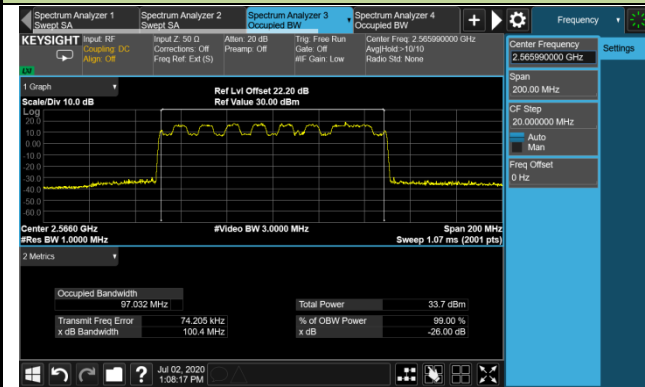 Spectrum Analyzer 1
Swept SA
Spectrum Analyzer 2
Swept SA
Spectrum Analyzer 3
Occupied BW
Spectrum Analyzer 4
Occupied BW
Frequency
KEYSIGHT
Input: RF
Coupling: DC
Align: Off
Input Z: 50 Ω
Corrections: Off
Freq Ref: Ext (S)
Atten: 20 dB
Preamp: Off
Trig: Free Run
Gate: Off
#IF Gain: Low
Center Freq: 2.565990000 GHz
Avg|Hold:>10/10
Radio Std: None
Center Frequency
2.565990000 GHz
Settings
Span
200.00 MHz
CF Step
20.000000 MHz
Auto
Man
Freq Offset
0 Hz
LV
1 Graph
Scale/Div 10.0 dB
Ref Lvl Offset 22.20 dB
Ref Value 30.00 dBm
Log
20.0
10.0
0.00
-10.0
-20.0
-30.0
-40.0
-50.0
-60.0
Center 2.5660 GHz
#Res BW 1.0000 MHz
#Video BW 3.0000 MHz
Span 200 MHz
Sweep 1.07 ms (2001 pts)
2 Metrics
Occupied Bandwidth
97.032 MHz
Total Power 33.7 dBm
Transmit Freq Error 74.205 kHz
% of OBW Power 99.00 %
x dB Bandwidth 100.4 MHz
x dB -26.00 dB
Jul 02, 2020
1:08:17 PM